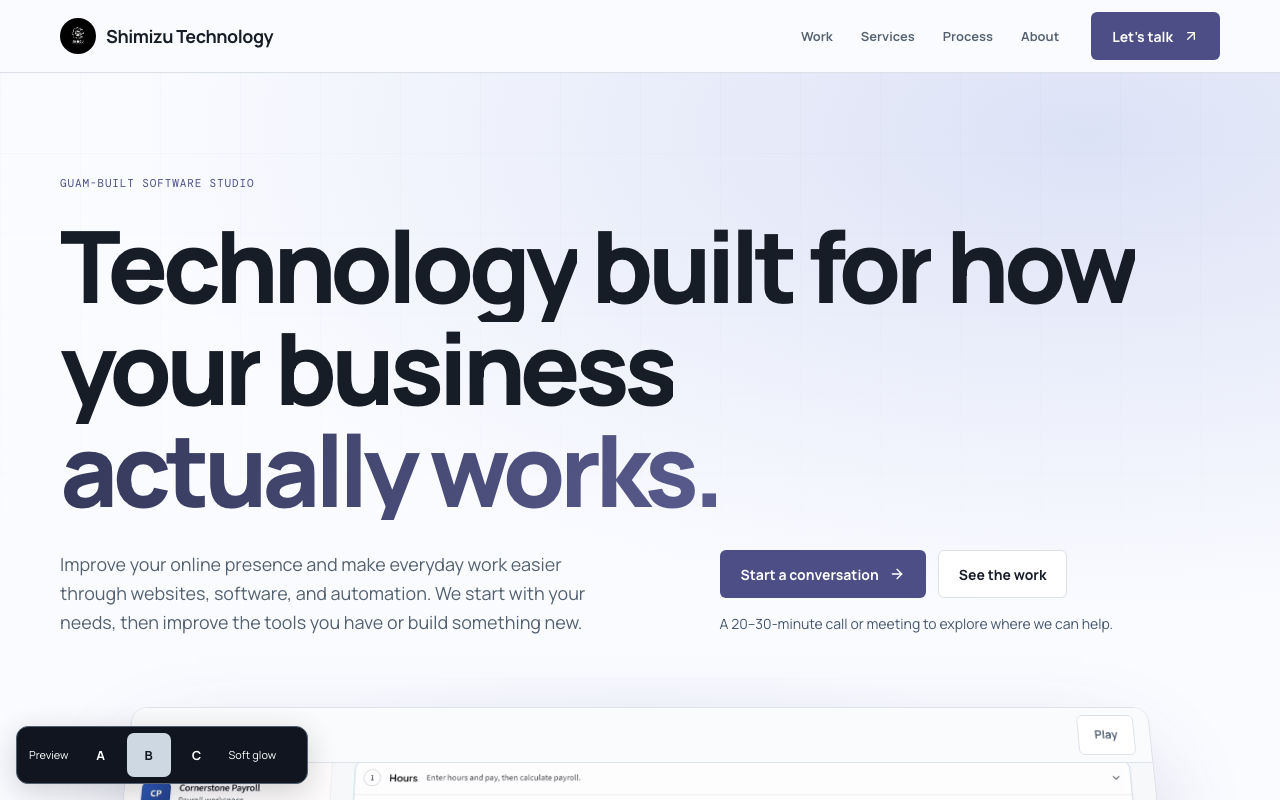 Shimizu Technology
Work
Services
Process
About
Let's talk
GUAM-BUILT SOFTWARE STUDIO
Technology built for how
your business
actually works.
Improve your online presence and make everyday work easier
through websites, software, and automation. We start with your
needs, then improve the tools you have or build something new.
Start a conversation
See the work
A 20–30-minute call or meeting to explore where we can help.
Play
1 Hours Enter hours and pay, then calculate payroll.
Preview A B C Soft glow
CP Cornerstone Payroll
Payroll workspace